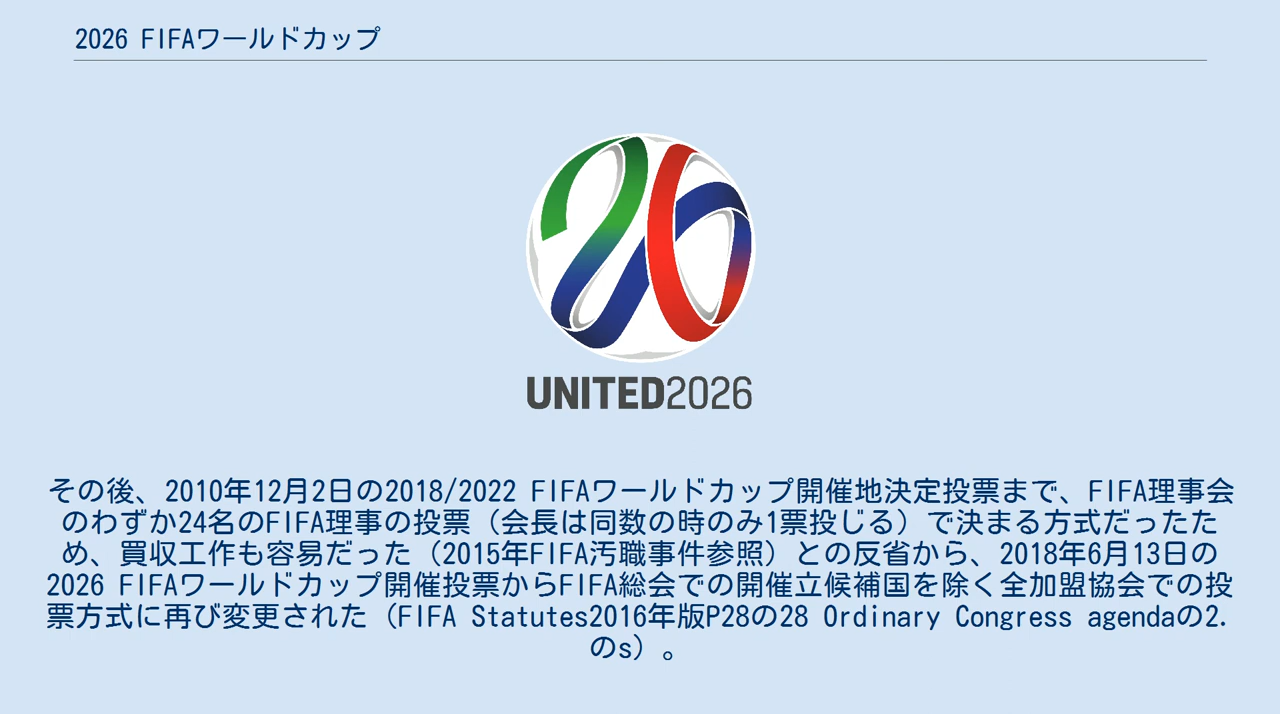 2026 FIFAワールドカップ
UNITED2026
その後、2010年12月2日の2018/2022 FIFAワールドカップ開催地決定投票まで、FIFA理事会
のわずか24名のFIFA理事の投票（会長は同数の時のみ1票投じる）で決まる方式だったた
め、買収工作も容易だった（2015年FIFA汚職事件参照）との反省から、2018年6月13日の
2026 FIFAワールドカップ開催投票からFIFA総会での開催立候補国を除く全加盟協会での投
票方式に再び変更された（FIFA Statutes2016年版P28の28 Ordinary Congress agendaの2.
のs）。